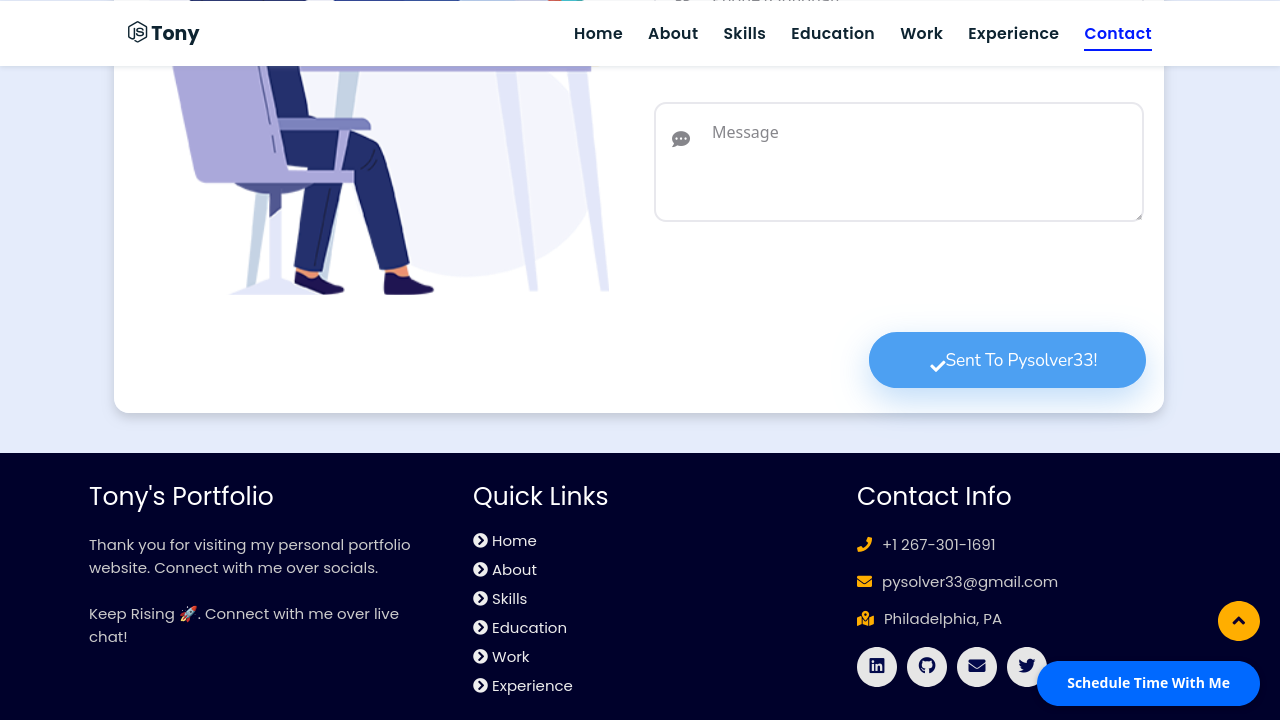 Tony
Home
About
Skills
Education
Work
Experience
Contact
Message
Sent To Pysolver33!
Tony's Portfolio
Thank you for visiting my personal portfolio
website. Connect with me over socials.
Keep Rising 🚀. Connect with me over live
chat!
Quick Links
Home
About
Skills
Education
Work
Experience
Contact Info
+1 267-301-1691
pysolver33@gmail.com
Philadelphia, PA
Schedule Time With Me